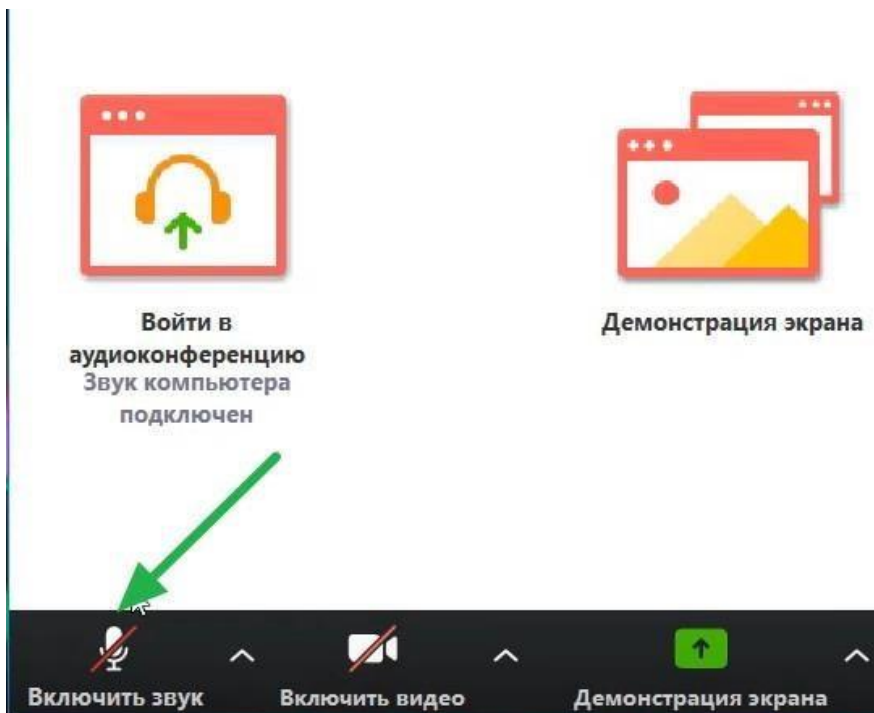 Войти в
аудиоконференцию
Звук компьютера
подключен
Демонстрация экрана
Включить звук
Включить видео
Демонстрация экрана